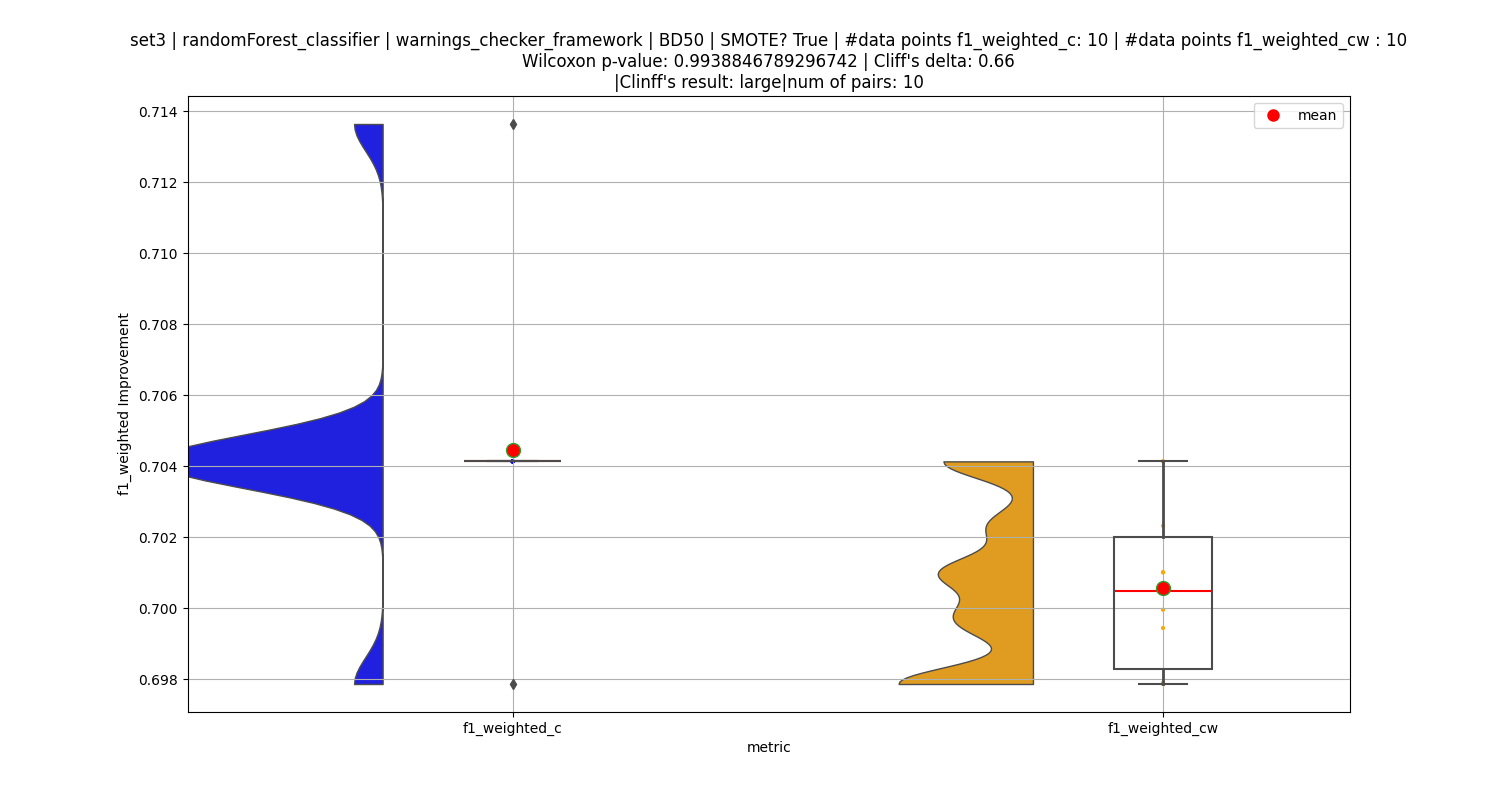 set3 | randomForest_classifier | warnings_checker_framework | BD50 | SMOTE? True | #data points f1_weighted_c: 10 | #data points f1_weighted_cw : 10
Wilcoxon p-value: 0.9938846789296742 | Cliff's delta: 0.66
|Clinff's result: large|num of pairs: 10
mean
0.714
0.712
0.710
0.708
0.706
0.704
0.702
0.700
0.698
f1_weighted Improvement
f1_weighted_c
f1_weighted_cw
metric